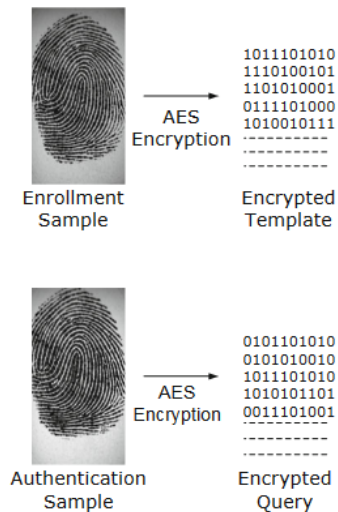 1011101010
1110100101
1101010001
0111101000
1010010111
AES
Encryption
Enrollment
Sample
Encrypted
Template
0101101010
0101010010
1011101010
1010101101
0011101001
AES
Encryption
Authentication
Sample
Encrypted
Query